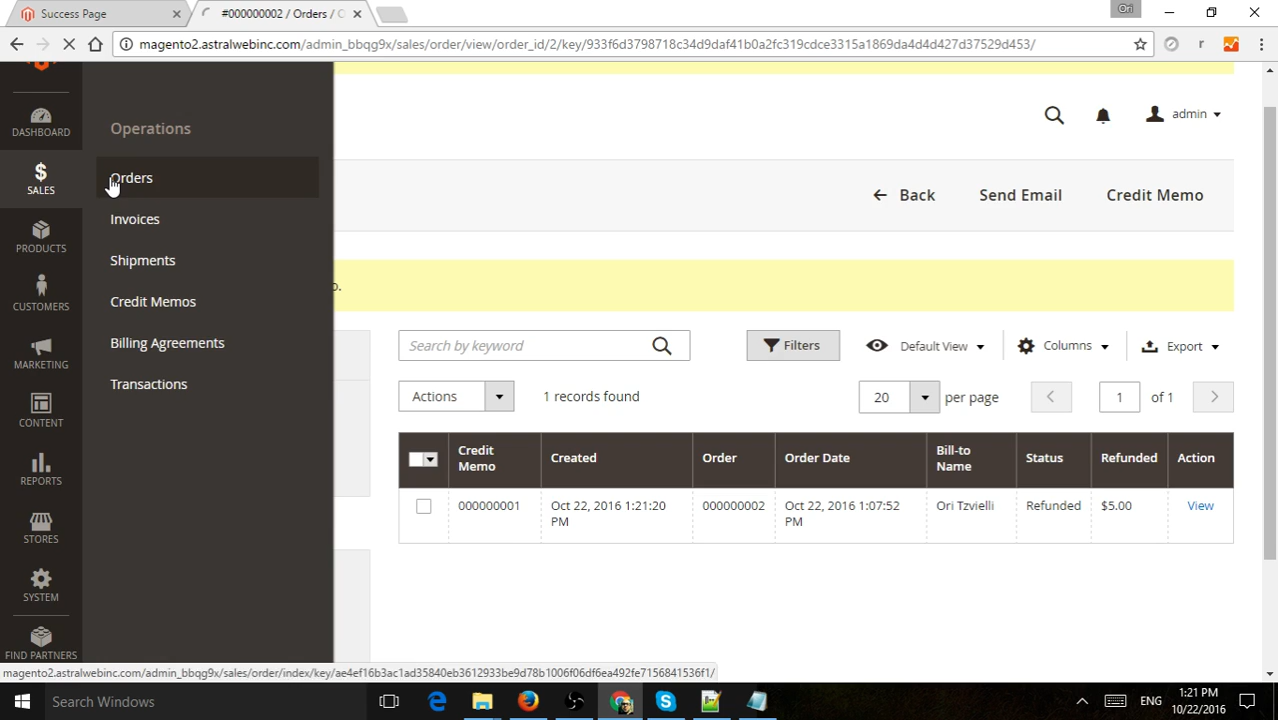 Success Page
#000000002 / Orders / O
Ori
magento2.astralwebinc.com/admin_bbqg9x/sales/order/view/order_id/2/key/933f6d3798718c34d9daf41b0a2fc319cdce3315a1869da4d4d427d37529d453/
DASHBOARD
SALES
PRODUCTS
CUSTOMERS
MARKETING
CONTENT
REPORTS
STORES
SYSTEM
FIND PARTNERS
Operations
Orders
Invoices
Shipments
Credit Memos
Billing Agreements
Transactions
admin
Back Send Email Credit Memo
o.
Search by keyword Filters Default View Columns Export
Actions 1 records found 20 per page 1 of 1
Credit Memo Created Order Order Date Bill-to Name Status Refunded Action
000000001 Oct 22, 2016 1:21:20 PM 000000002 Oct 22, 2016 1:07:52 PM Ori Tzvielli Refunded $5.00 View
magento2.astralwebinc.com/admin_bbqg9x/sales/order/index/key/ae4ef16b3ac1ad35840eb3612933be9d78b1006f06df6ea492fe7156841536f1/
Search Windows
ENG
1:21 PM
10/22/2016